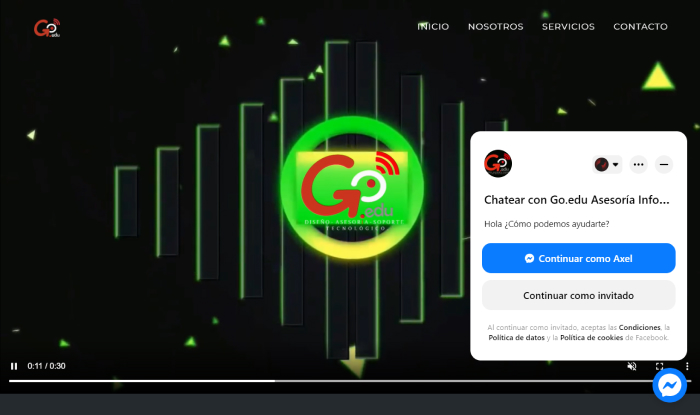 Go.edu
INICIO
NOSOTROS
SERVICIOS
CONTACTO
Go.edu
DISEÑO, ASESORÍA & SOPORTE
TECNOLÓGICO
Chatear con Go.edu Asesoría Info...
Hola ¿Cómo podemos ayudarte?
Continuar como Axel
Continuar como invitado
Al continuar como invitado, aceptas las Condiciones, la
Política de datos y la Política de cookies de Facebook.
0:11 / 0:30